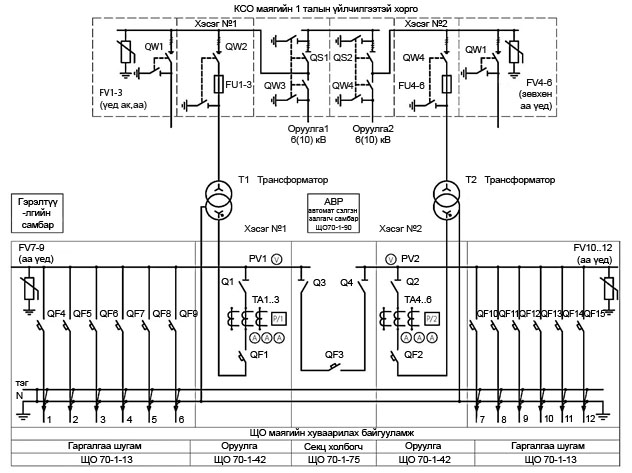 КСО маягийн 1 талын үйлчилгээтэй хорго
Хэсэг №1
Хэсэг №2
QW1
QW2
QS1
QS2
QW4
QW1
FU1-3
QW3
QW4
FU4-6
FV1-3
(үед ак,аа)
FV4-6
(зөвхөн
аа үед)
Оруулга1
6(10) кВ
Оруулга2
6(10) кВ
T1 Трансформатор
T2 Трансформатор
Гэрэлтүү
-лгийн
самбар
АВР
автомат сэлгэн
залгагч самбар
ЩО70-1-90
Хэсэг №1
Хэсэг №2
FV7-9
(аа үед)
PV1 V
V PV2
FV10..12
(аа үед)
Q1
Q3
Q4
Q2
QF4
QF5
QF6
QF7
QF8
QF9
TA1..3
TA4..6
P/1
P/2
A A A
A A A
QF10
QF11
QF12
QF13
QF14
QF15
QF1
QF3
QF2
тэг
N
1 2 3 4 5 6
7 8 9 10 11 12
ЩО маягийн хуваарилах байгууламж
Гаргалгаа шугам
Оруулга
Секц холбогч
Оруулга
Гаргалгаа шугам
ЩО 70-1-13
ЩО 70-1-42
ЩО 70-1-75
ЩО 70-1-42
ЩО 70-1-13